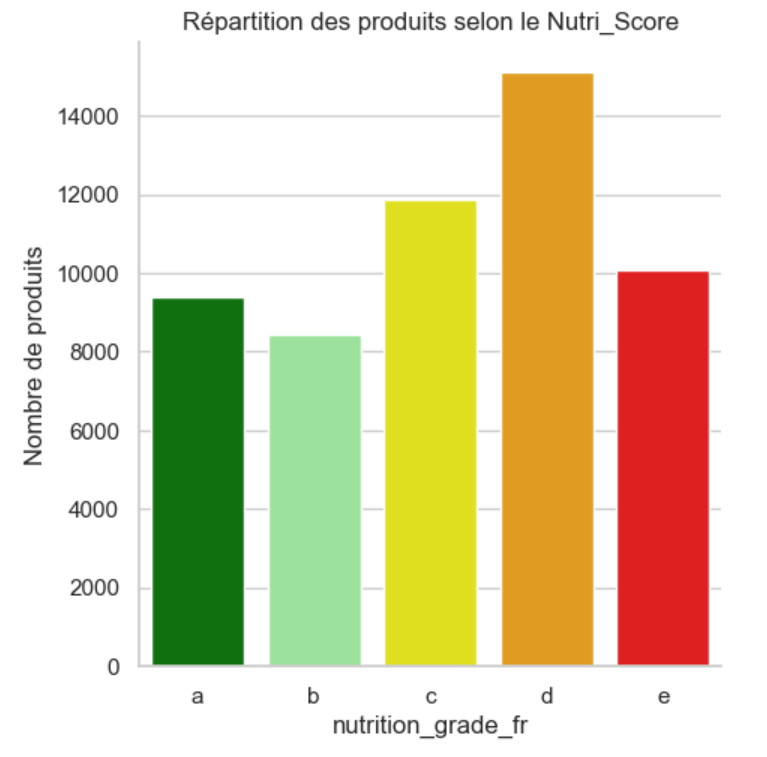 Répartition des produits selon le Nutri_Score
Nombre de produits
14000
12000
10000
8000
6000
4000
2000
0
a b c d e
nutrition_grade_fr